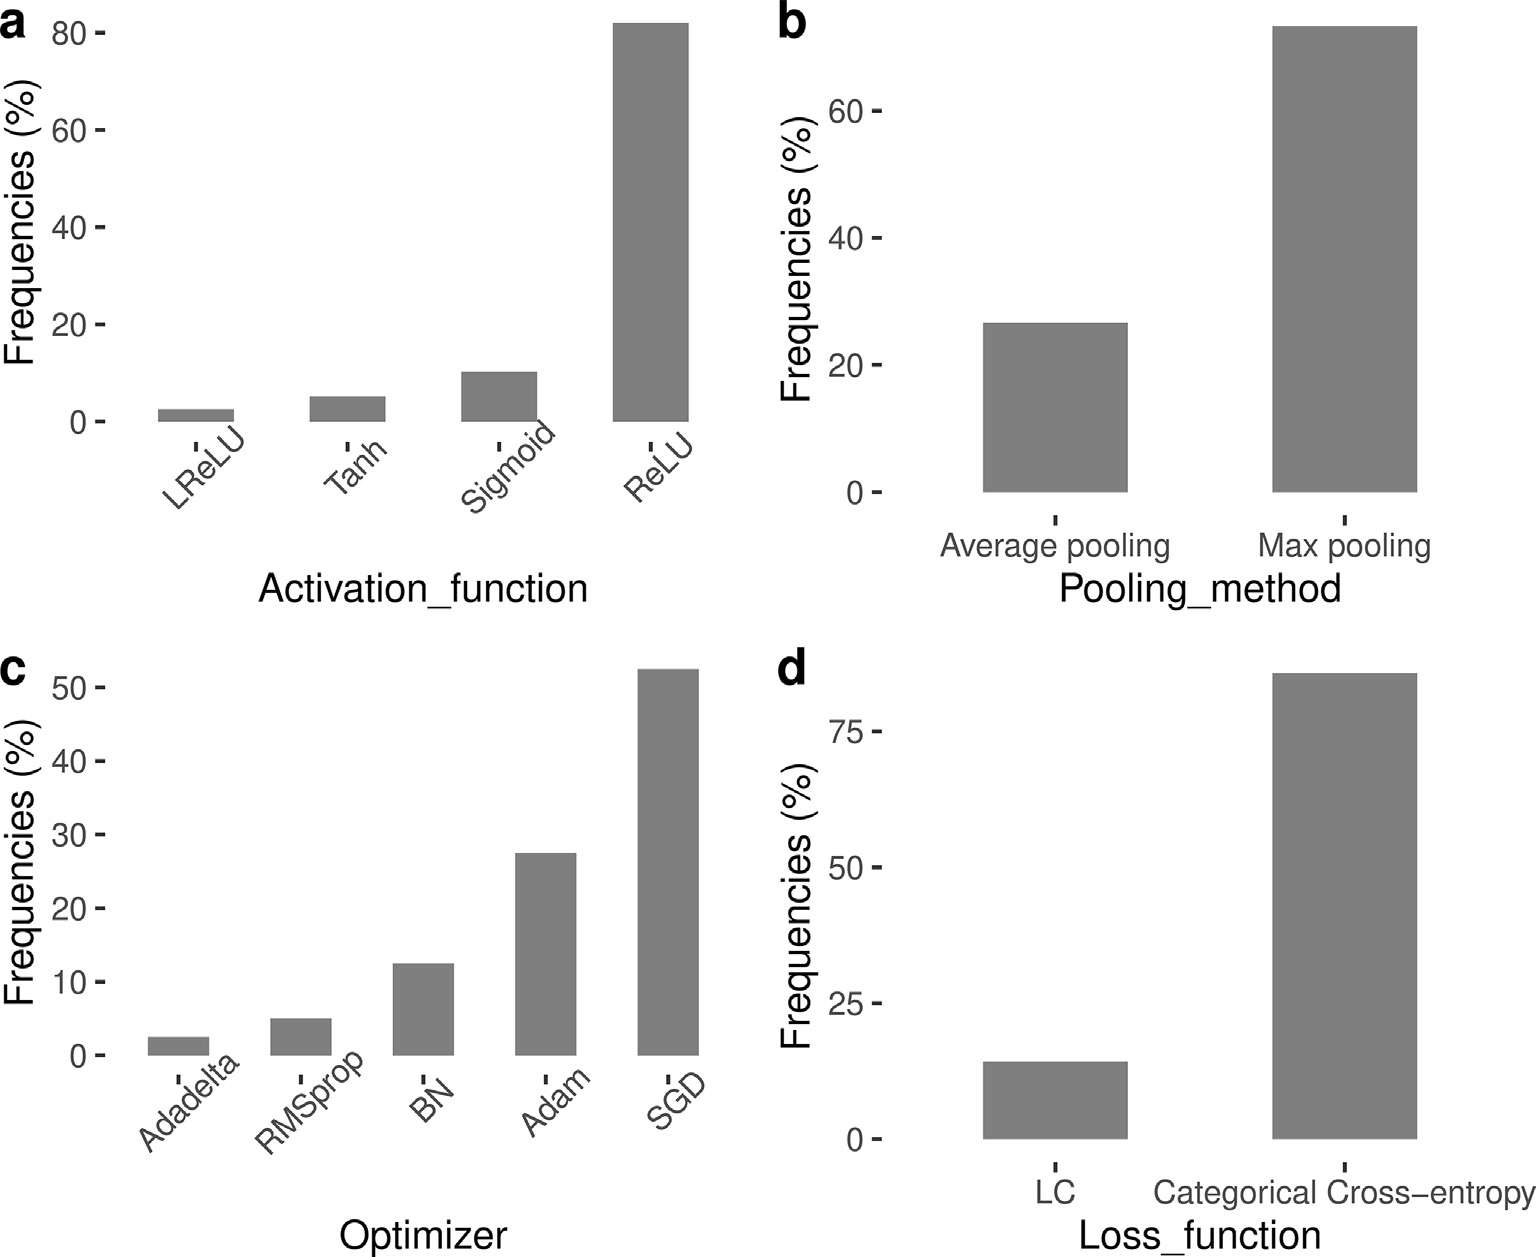 a
Frequencies (%)
80
60
40
20
0
LReLU
Tanh
Sigmoid
ReLU
Activation_function
b
Frequencies (%)
60
40
20
0
Average pooling
Max pooling
Pooling_method
c
Frequencies (%)
50
40
30
20
10
0
Adadelta
RMSprop
BN
Adam
SGD
Optimizer
d
Frequencies (%)
75
50
25
0
LC
Categorical Cross−entropy
Loss_function